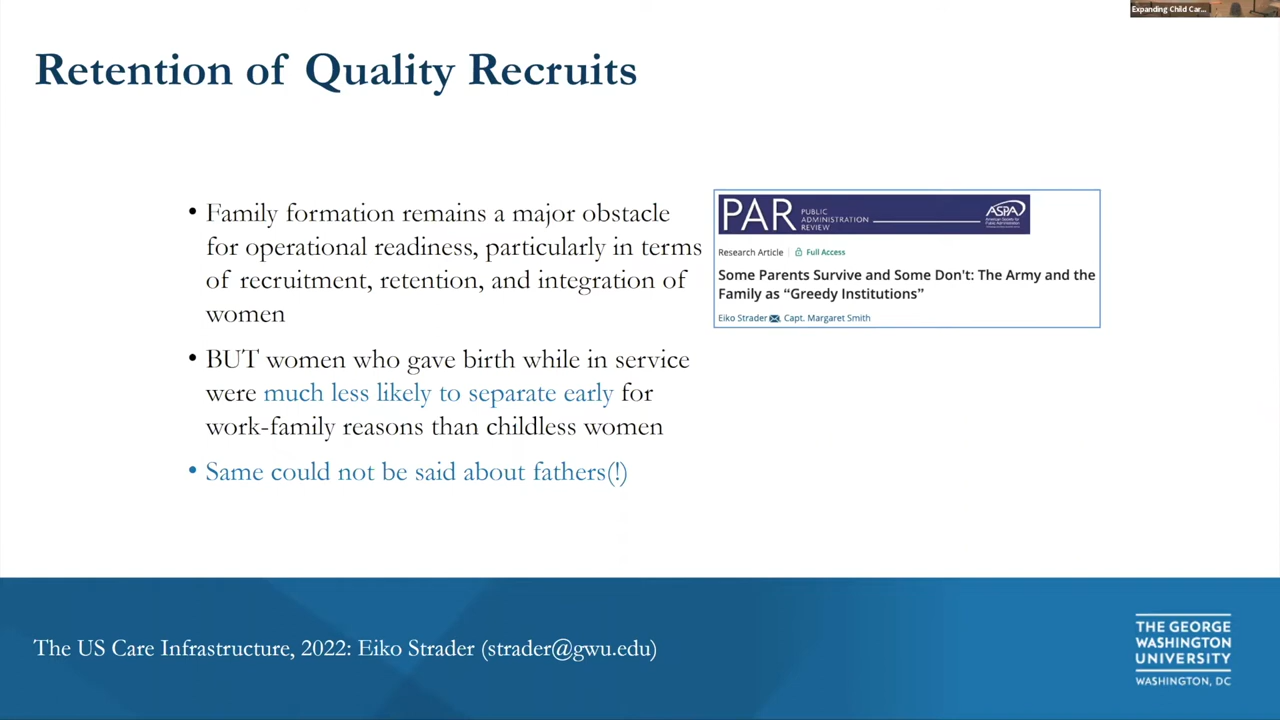 Expanding Child Car...
Retention of Quality Recruits
• Family formation remains a major obstacle
for operational readiness, particularly in terms
of recruitment, retention, and integration of
women
• BUT women who gave birth while in service
were much less likely to separate early for
work-family reasons than childless women
• Same could not be said about fathers(!)
PAR PUBLIC
ADMINISTRATION
REVIEW
ASPA
American Society for
Public Administration
Research Article | Full Access
Some Parents Survive and Some Don't: The Army and the
Family as “Greedy Institutions”
Eiko Strader, Capt. Margaret Smith
The US Care Infrastructure, 2022: Eiko Strader (strader@gwu.edu)
THE GEORGE
WASHINGTON
UNIVERSITY
WASHINGTON, DC